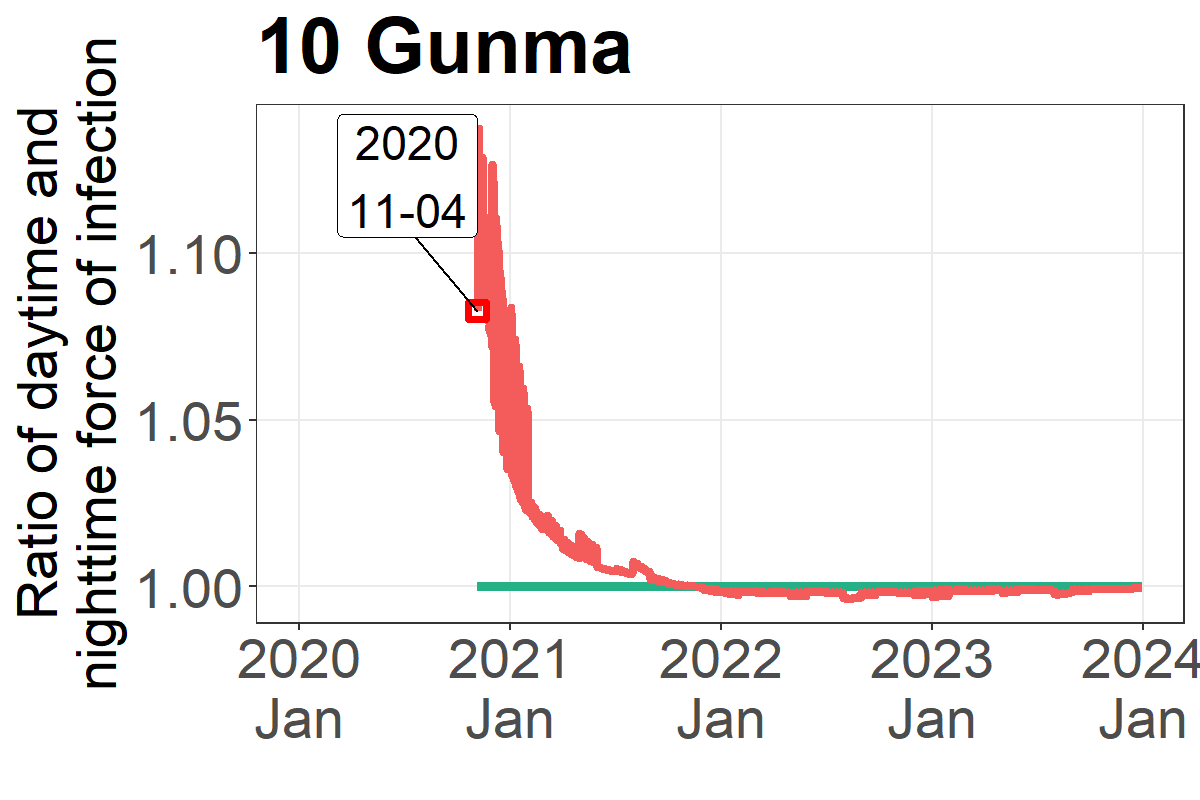 10 Gunma
Ratio of daytime and
nighttime force of infection
2020
11-04
1.10
1.05
1.00
2020
Jan
2021
Jan
2022
Jan
2023
Jan
2024
Jan